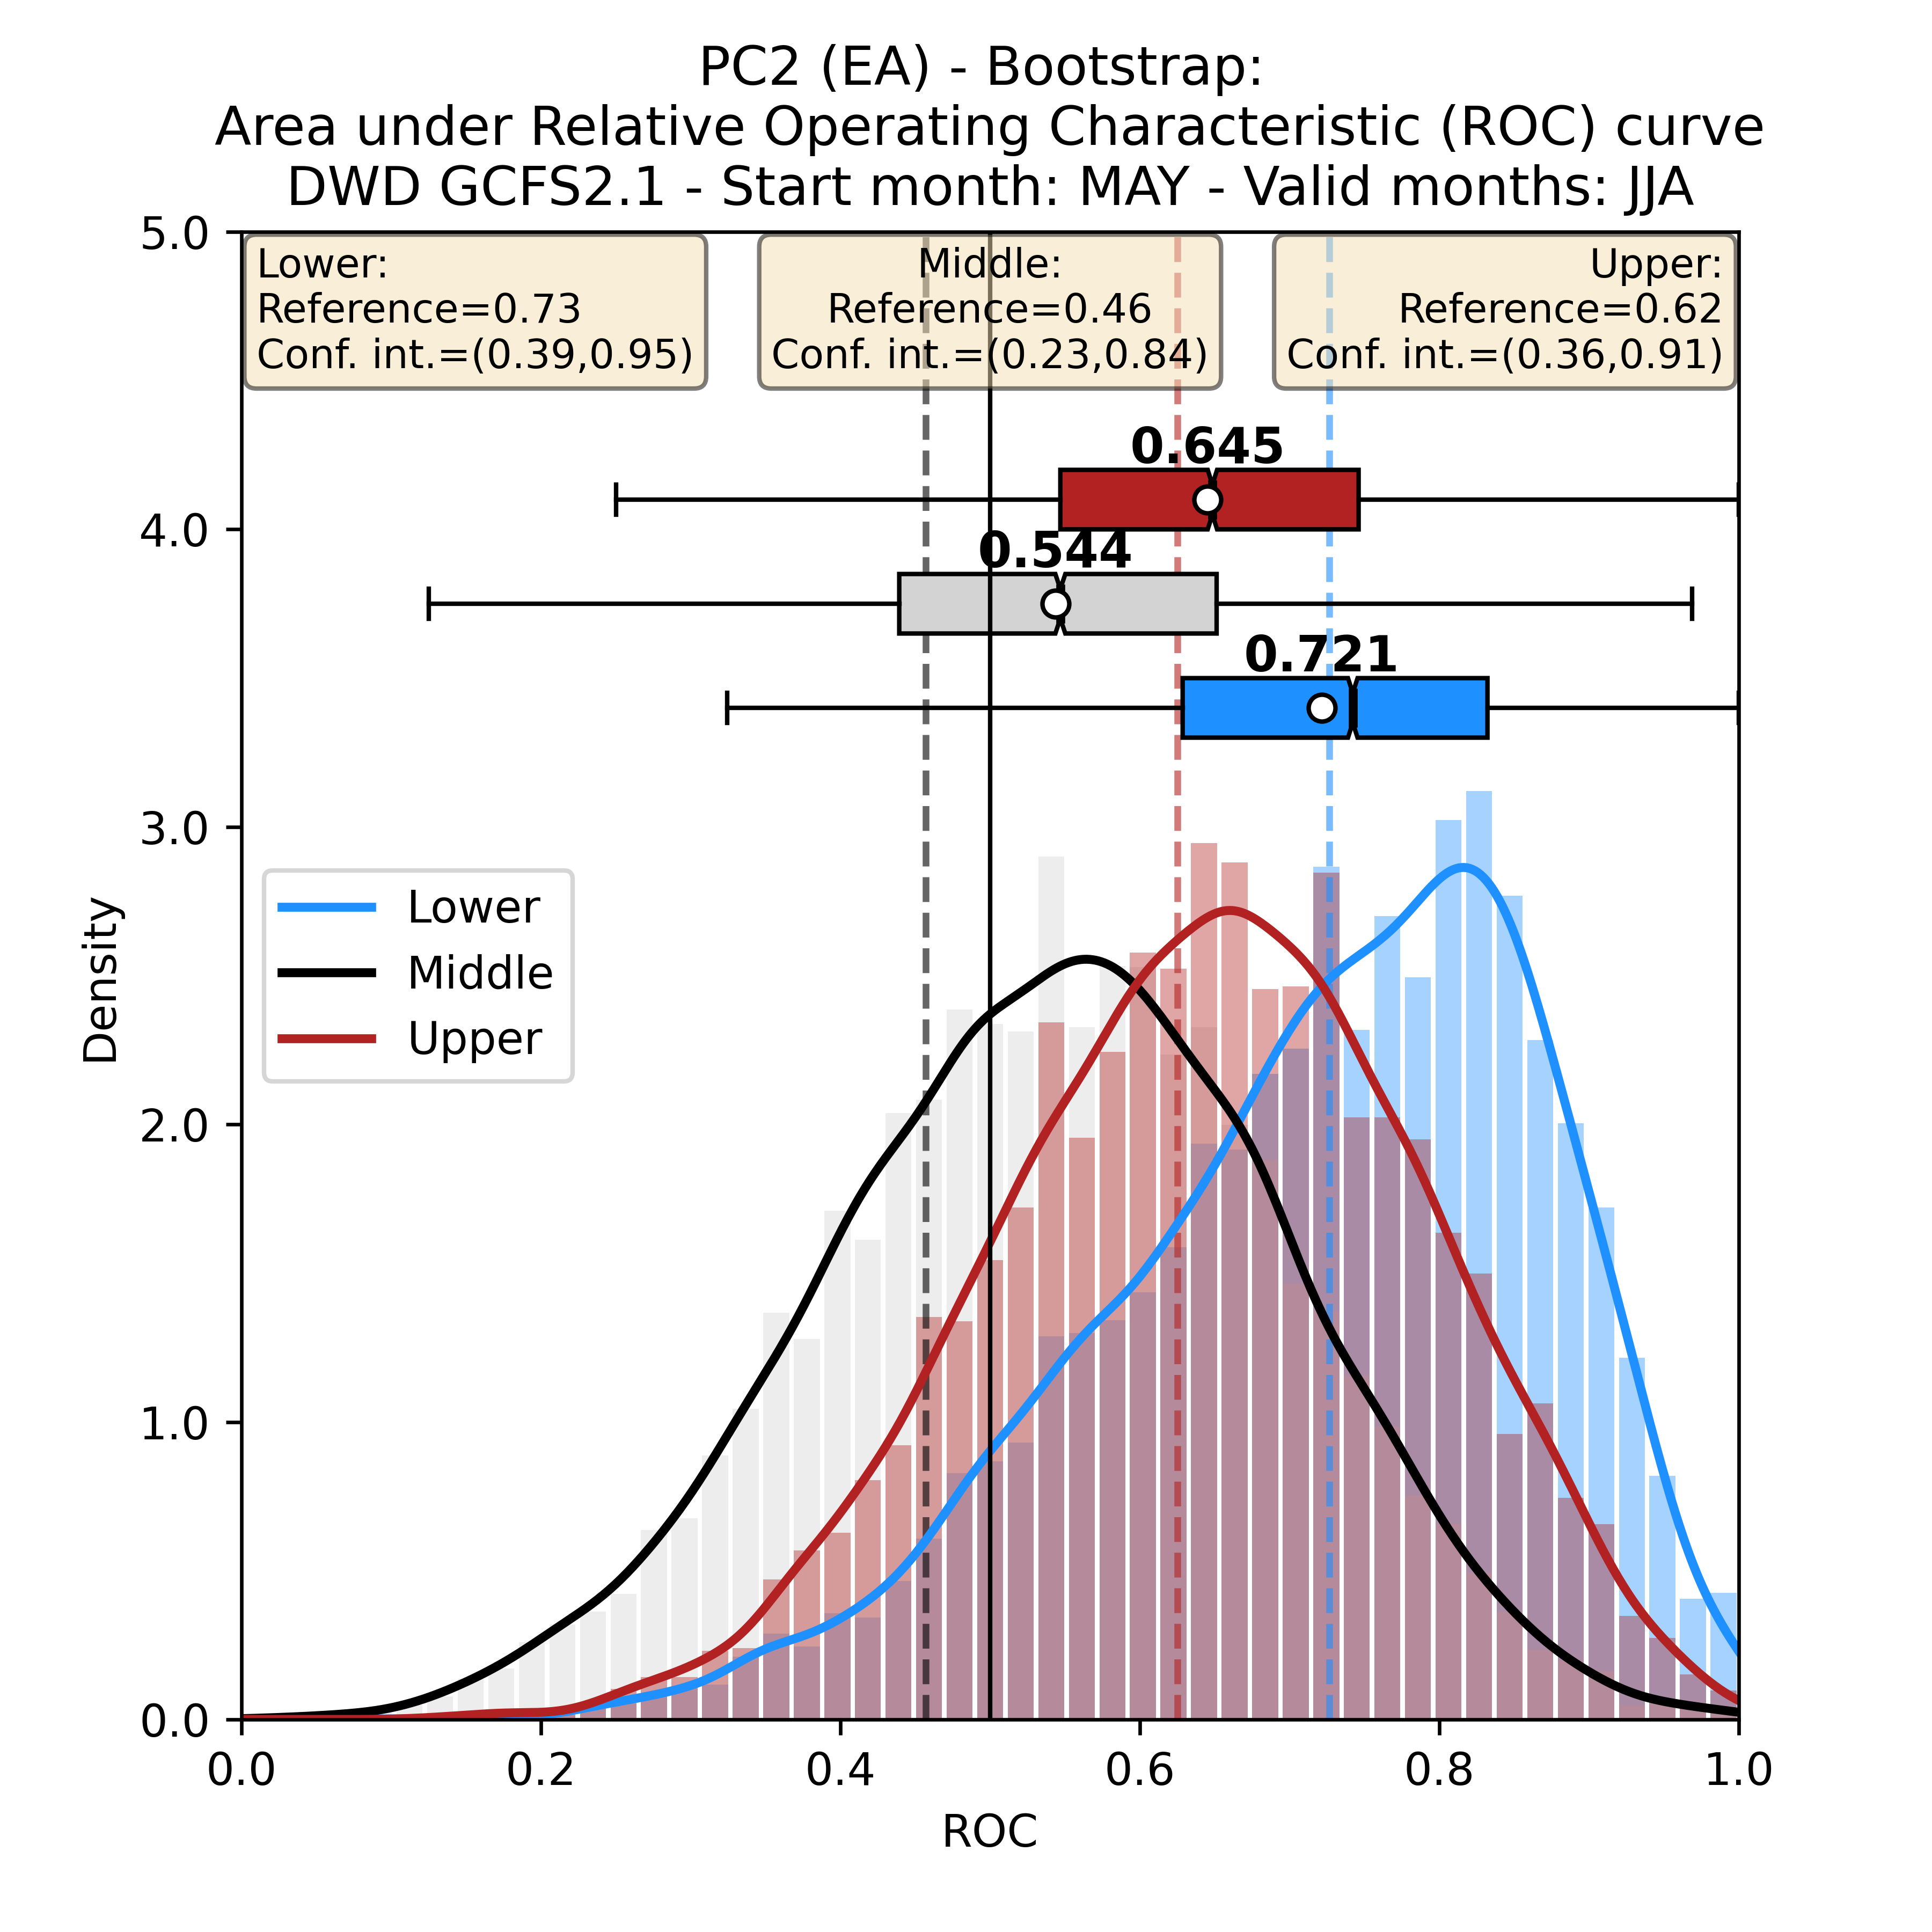 PC2 (EA) - Bootstrap:
Area under Relative Operating Characteristic (ROC) curve
DWD GCFS2.1 - Start month: MAY - Valid months: JJA
Lower:
Reference=0.73
Conf. int.=(0.39,0.95)
Middle:
Reference=0.46
Conf. int.=(0.23,0.84)
Upper:
Reference=0.62
Conf. int.=(0.36,0.91)
0.645
0.544
0.721
5.0
4.0
3.0
2.0
1.0
0.0
Density
Lower
Middle
Upper
0.0
0.2
0.4
0.6
0.8
1.0
ROC